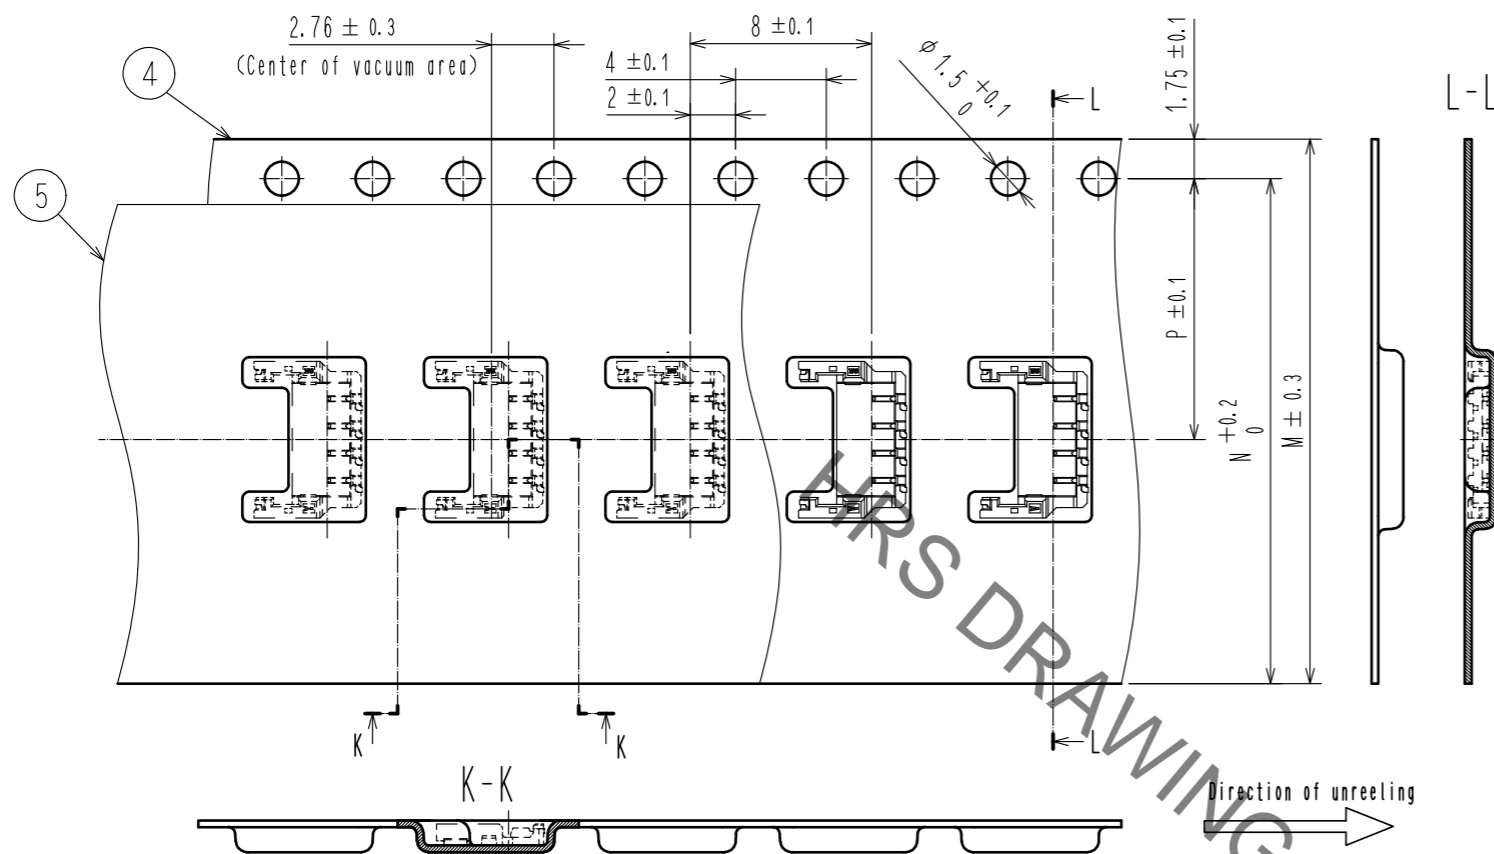 2.76 ± 0.3
(Center of vacuum area)
8 ±0.1
4 ±0.1
2 ±0.1
ø 1.5 +0.1 0
1.75 ±0.1
L
L-L
4
5
P ±0.1
N +0.2 0
M ± 0.3
K
K
L
K-K
HRS DRAWING
Direction of unreeling